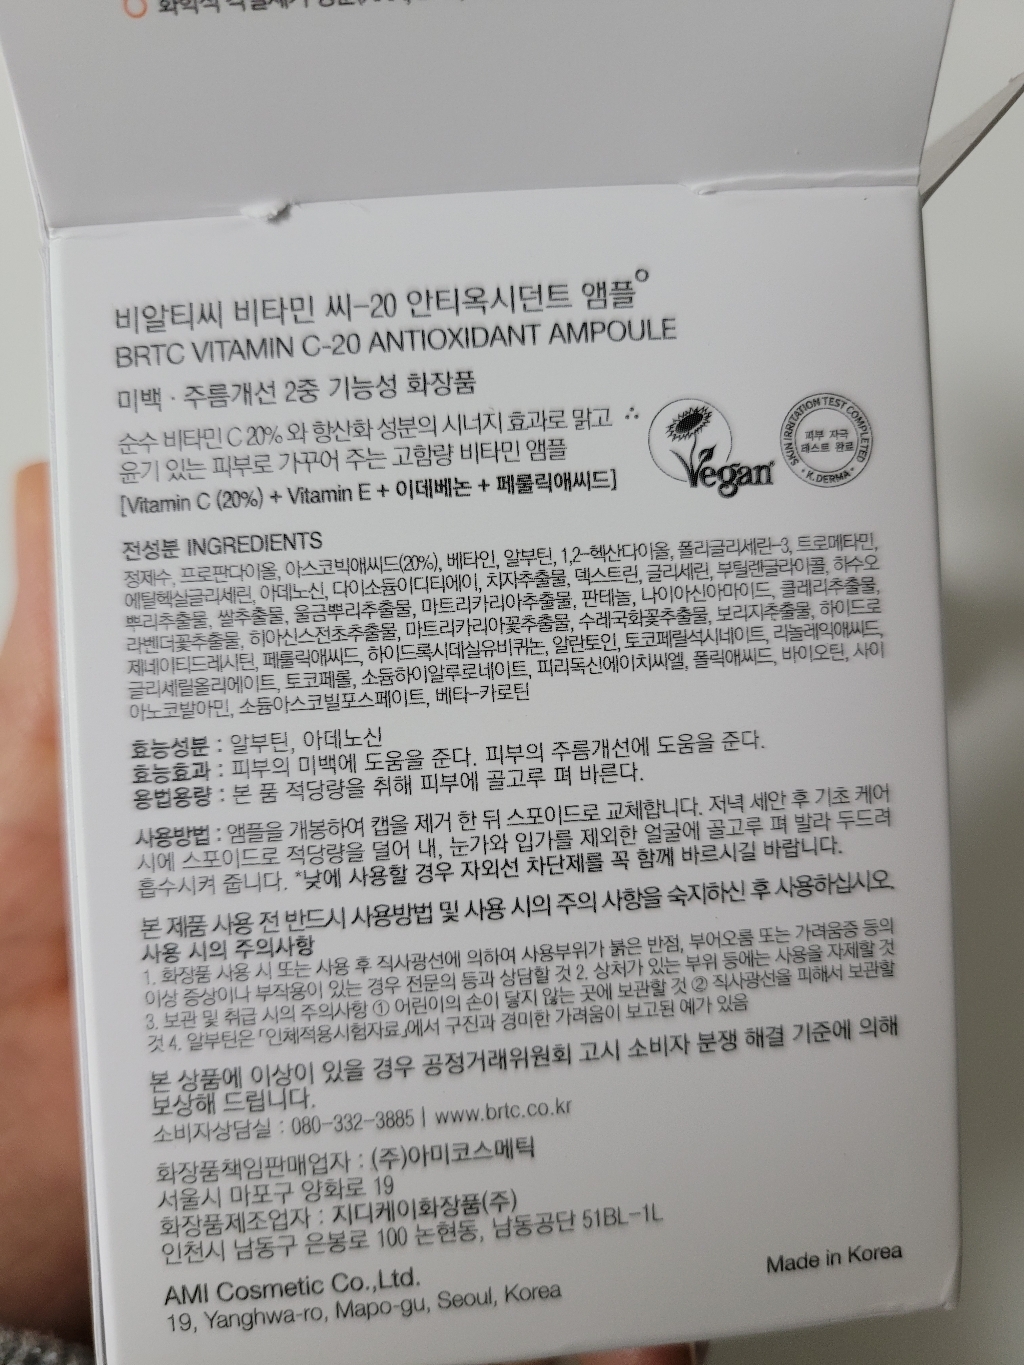 화학적 각질제거 성분
비알티씨 비타민 씨-20 안티옥시던트 앰플
BRTC VITAMIN C-20 ANTIOXIDANT AMPOULE
미백·주름개선 2중 기능성 화장품
순수 비타민 C 20% 와 항산화 성분의 시너지 효과로 맑고
윤기 있는 피부로 가꾸어 주는 고함량 비타민 앰플
[Vitamin C (20%) + Vitamin E + 이데베논 + 페룰릭애씨드]
Vegan
SKIN IRRITATION TEST COMPLETED
피부 자극
테스트 완료
K.DERMA
전성분 INGREDIENTS
정제수, 프로판다이올, 아스코빅애씨드(20%), 베타인, 알부틴, 1,2-헥산다이올, 폴리글리세린-3, 트로메타민,
에틸헥실글리세린, 아데노신, 다이소듐이디티에이, 치자추출물, 덱스트린, 글리세린, 부틸렌글라이콜, 하수오
뿌리추출물, 쌀추출물, 울금뿌리추출물, 마트리카리아추출물, 판테놀, 나이아신아마이드, 클레리추출물,
라벤더꽃추출물, 히아신스전초추출물, 마트리카리아꽃추출물, 수레국화꽃추출물, 보리지추출물, 하이드로
제네이티드레시틴, 페룰릭애씨드, 하이드록시데실유비퀴논, 알란토인, 토코페릴석시네이트, 리놀레익애씨드,
글리세릴올리에이트, 토코페롤, 소듐하이알루로네이트, 피리독신에이치씨엘, 폴릭애씨드, 바이오틴, 사이
아노코발아민, 소듐아스코빌포스페이트, 베타-카로틴
효능성분 : 알부틴, 아데노신
효능효과 : 피부의 미백에 도움을 준다. 피부의 주름개선에 도움을 준다.
용법용량 : 본 품 적당량을 취해 피부에 골고루 펴 바른다.
사용방법 : 앰플을 개봉하여 캡을 제거 한 뒤 스포이드로 교체합니다. 저녁 세안 후 기초 케어
시에 스포이드로 적당량을 덜어 내, 눈가와 입가를 제외한 얼굴에 골고루 펴 발라 두드려
흡수시켜 줍니다. *낮에 사용할 경우 자외선 차단제를 꼭 함께 바르시길 바랍니다.
본 제품 사용 전 반드시 사용방법 및 사용 시의 주의 사항을 숙지하신 후 사용하십시오.
사용 시의 주의사항
1. 화장품 사용 시 또는 사용 후 직사광선에 의하여 사용부위가 붉은 반점, 부어오름 또는 가려움증 등의
이상 증상이나 부작용이 있는 경우 전문의 등과 상담할 것 2. 상처가 있는 부위 등에는 사용을 자제할 것
3. 보관 및 취급 시의 주의사항 ① 어린이의 손이 닿지 않는 곳에 보관할 것 ② 직사광선을 피해서 보관할
것 4. 알부틴은 「인체적용시험자료」에서 구진과 경미한 가려움이 보고된 예가 있음
본 상품에 이상이 있을 경우 공정거래위원회 고시 소비자 분쟁 해결 기준에 의해
보상해 드립니다.
소비자상담실 : 080-332-3885 | www.brtc.co.kr
화장품책임판매업자 : (주)아미코스메틱
서울시 마포구 양화로 19
화장품제조업자 : 지디케이화장품(주)
인천시 남동구 은봉로 100 논현동, 남동공단 51BL-1L
AMI Cosmetic Co.,Ltd.
19, Yanghwa-ro, Mapo-gu, Seoul, Korea
Made in Korea